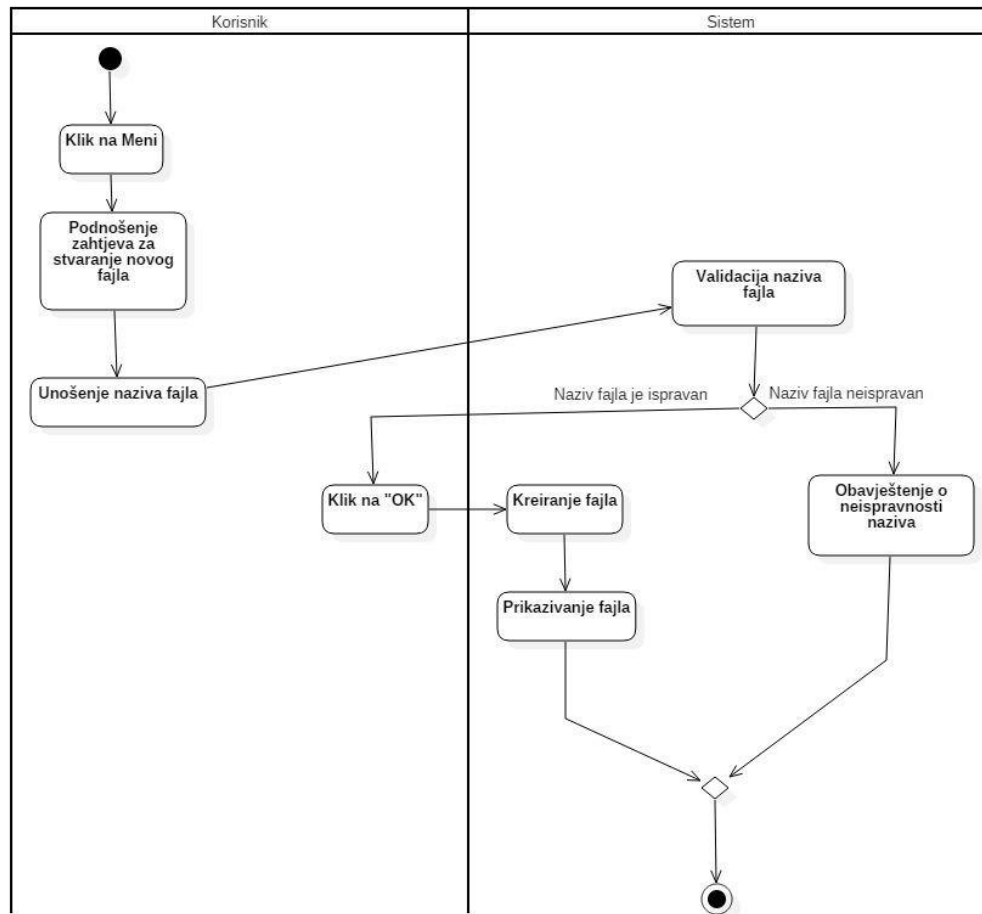 Korisnik
Sistem
Klik na Meni
Podnošenje
zahtjeva za
stvaranje novog
fajla
Validacija naziva
fajla
Unošenje naziva fajla
Naziv fajla je ispravan
Naziv fajla neispravan
Klik na "OK"
Kreiranje fajla
Obavještenje o
neispravnosti
naziva
Prikazivanje fajla